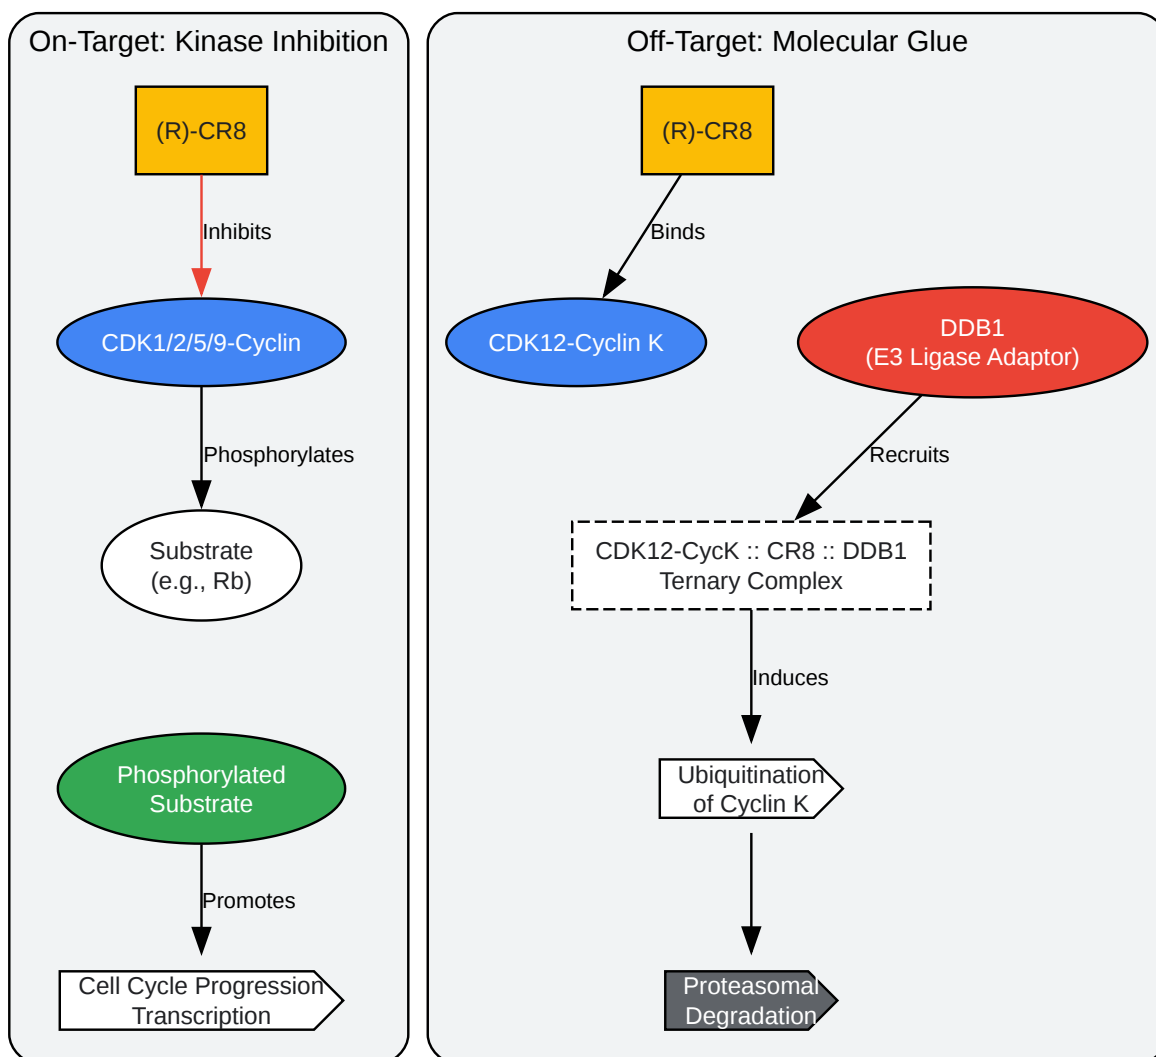 On-Target: Kinase Inhibition
(R)-CR8
Inhibits
CDK1/2/5/9-Cyclin
Phosphorylates
Substrate
(e.g., Rb)
Phosphorylated
Substrate
Promotes
Cell Cycle Progression
Transcription
Off-Target: Molecular Glue
(R)-CR8
Binds
CDK12-Cyclin K
DDB1
(E3 Ligase Adaptor)
Recruits
CDK12-CycK :: CR8 :: DDB1
Ternary Complex
Induces
Ubiquitination
of Cyclin K
Proteasomal
Degradation